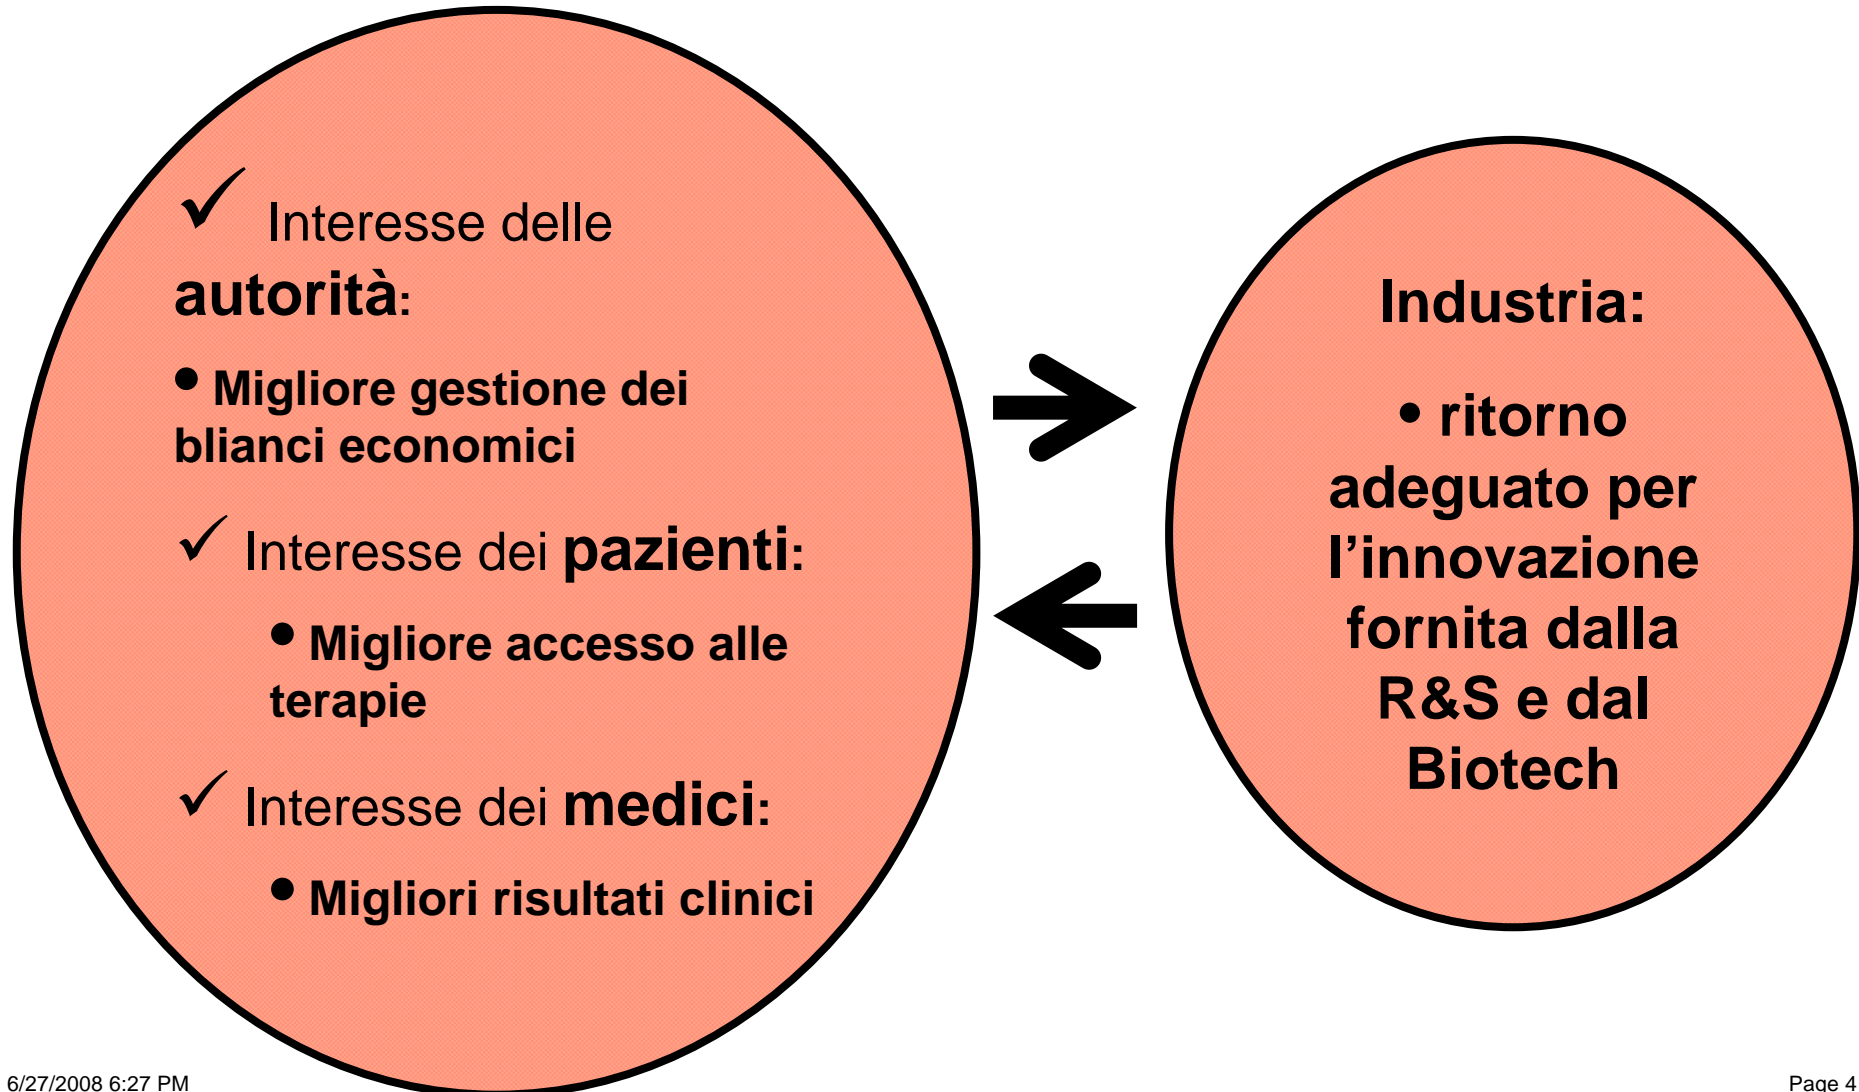 ✓ Interesse delle
autorità:
• Migliore gestione dei
blianci economici
✓ Interesse dei pazienti:
• Migliore accesso alle
terapie
✓ Interesse dei medici:
• Migliori risultati clinici
Industria:
• ritorno
adeguato per
l’innovazione
fornita dalla
R&S e dal
Biotech
6/27/2008 6:27 PM
Page 4